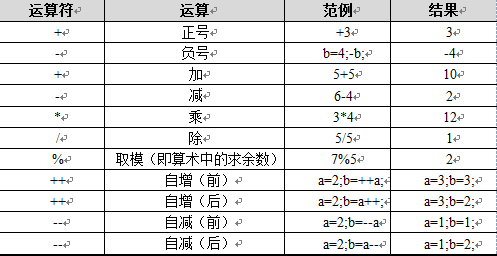 运算符 运算 范例 结果
+ 正号 +3 3
- 负号 b=4;-b; -4
+ 加 5+5 10
- 减 6-4 2
* 乘 3*4 12
/ 除 5/5 1
% 取模（即算术中的求余数） 7%5 2
++ 自增（前） a=2;b=++a; a=3;b=3;
++ 自增（后） a=2;b=a++; a=3;b=2;
-- 自减（前） a=2;b=--a a=1;b=1;
-- 自减（后） a=2;b=a-- a=1;b=2;